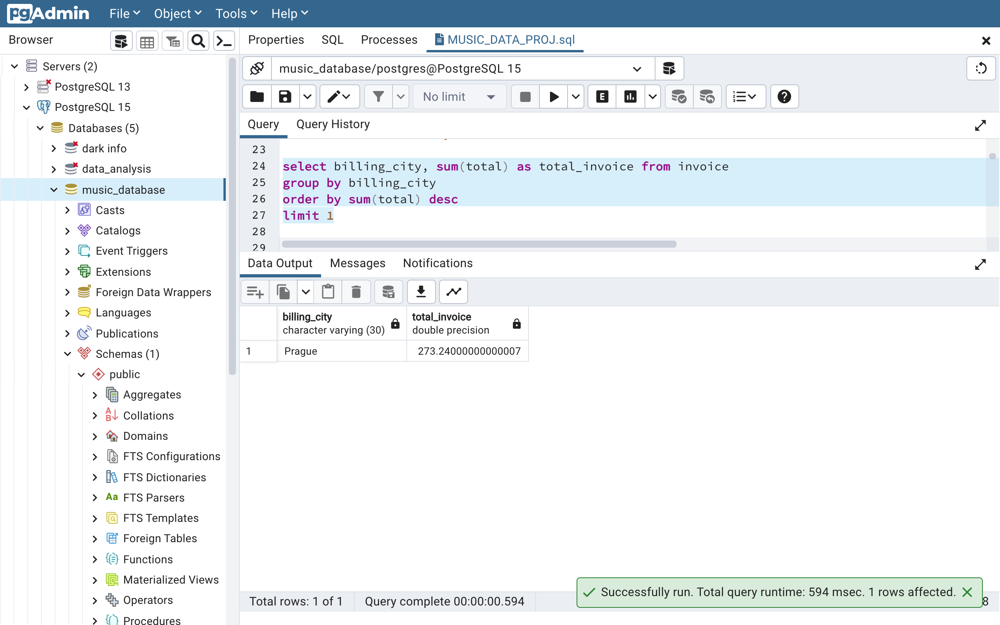 pgAdmin File Object Tools Help
Browser
Properties SQL Processes MUSIC_DATA_PROJ.sql
Servers (2)
PostgreSQL 13
PostgreSQL 15
Databases (5)
dark info
data_analysis
music_database
Casts
Catalogs
Event Triggers
Extensions
Foreign Data Wrappers
Languages
Publications
Schemas (1)
public
Aggregates
Collations
Domains
FTS Configurations
FTS Dictionaries
Aa FTS Parsers
FTS Templates
Foreign Tables
Functions
Materialized Views
Operators
Procedures
music_database/postgres@PostgreSQL 15
No limit E
Query Query History
23
24 select billing_city, sum(total) as total_invoice from invoice
25 group by billing_city
26 order by sum(total) desc
27 limit 1
28
29
Data Output Messages Notifications
billing_city total_invoice
character varying (30) double precision
1 Prague 273.24000000000007
Successfully run. Total query runtime: 594 msec. 1 rows affected.
Total rows: 1 of 1 Query complete 00:00:00.594 8